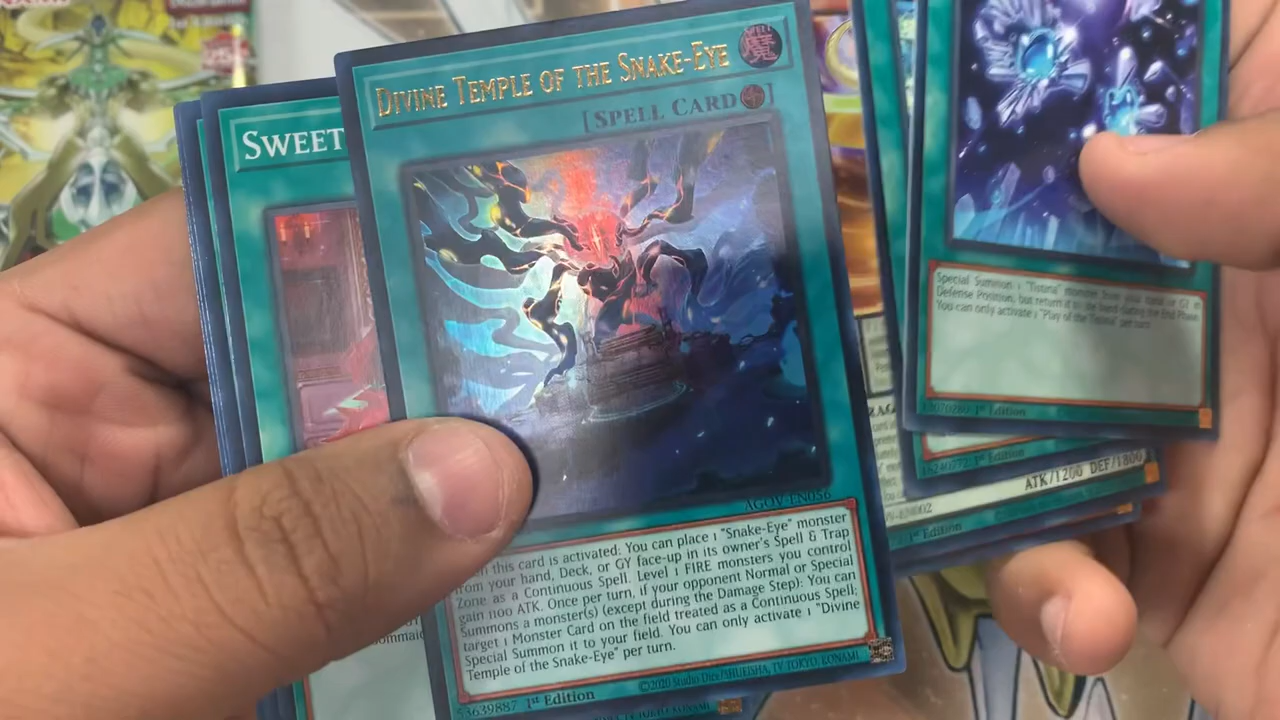 DIVINE TEMPLE OF THE SNAKE-EYE
[SPELL CARD]
AGOV-EN056
this card is activated: You can place 1 "Snake-Eye" monster
from your hand, Deck, or GY face-up in its owner's Spell & Trap
Zone as a Continuous Spell. Level 1 FIRE monsters you control
gain 1100 ATK. Once per turn, if your opponent Normal or Special
Summons a monster(s) (except during the Damage Step): You can
target 1 Monster Card on the field treated as a Continuous Spell;
Special Summon it to your field. You can only activate 1 "Divine
Temple of the Snake-Eye" per turn.
53639887 1st Edition
©2020 Studio Dice/SHUEISHA, TV TOKYO, KONAMI
SWEET
Special Summon 1 "Tistina" monster from your hand or GY in
Defense Position, but return it to the hand during the End Phase.
You can only activate 1 "Play of the Tistina" per turn.
1st Edition
16240772 1st Edition
ATK/1200 DEF/1800
1st Edition
TV TOKYO, KONAMI